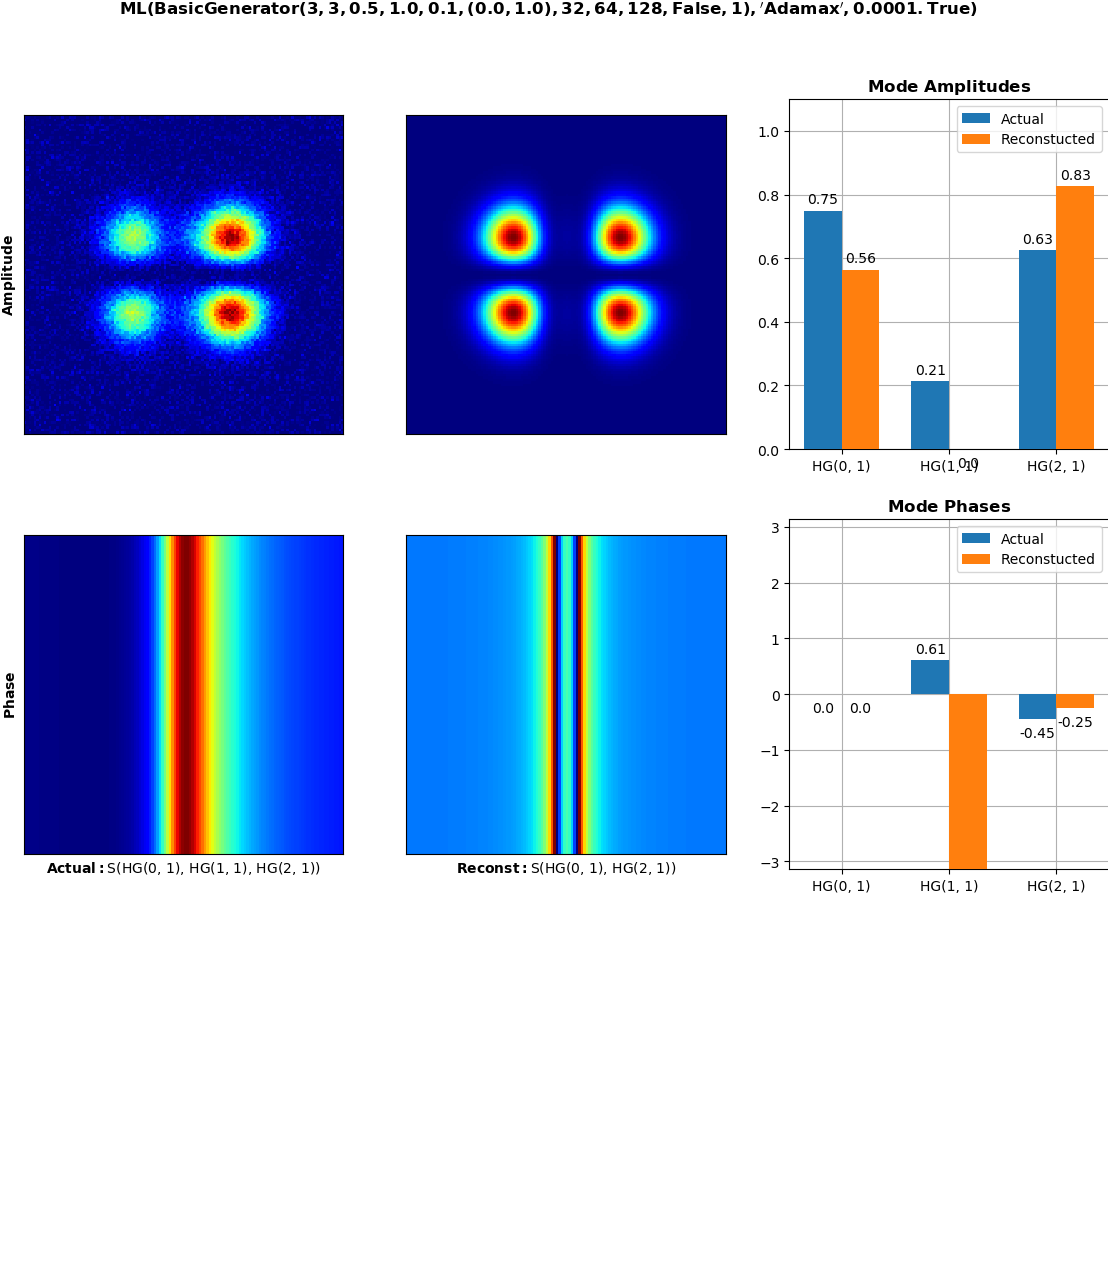 ML(BasicGenerator(3, 3, 0.5, 1.0, 0.1, (0.0, 1.0), 32, 64, 128, False, 1), ′Adamax′, 0.0001. True)
Mode Amplitudes
Amplitude
1.0
0.8
0.6
0.4
0.2
0.0
Actual
Reconstucted
0.75
0.56
0.21
0.0
0.63
0.83
HG(0, 1)
HG(1, 1)
HG(2, 1)
Mode Phases
Phase
3
2
1
0
−1
−2
−3
Actual
Reconstucted
0.0
0.0
0.61
-0.45
-0.25
HG(0, 1)
HG(1, 1)
HG(2, 1)
Actual: S(HG(0, 1), HG(1, 1), HG(2, 1))
Reconst: S(HG(0, 1), HG(2, 1))